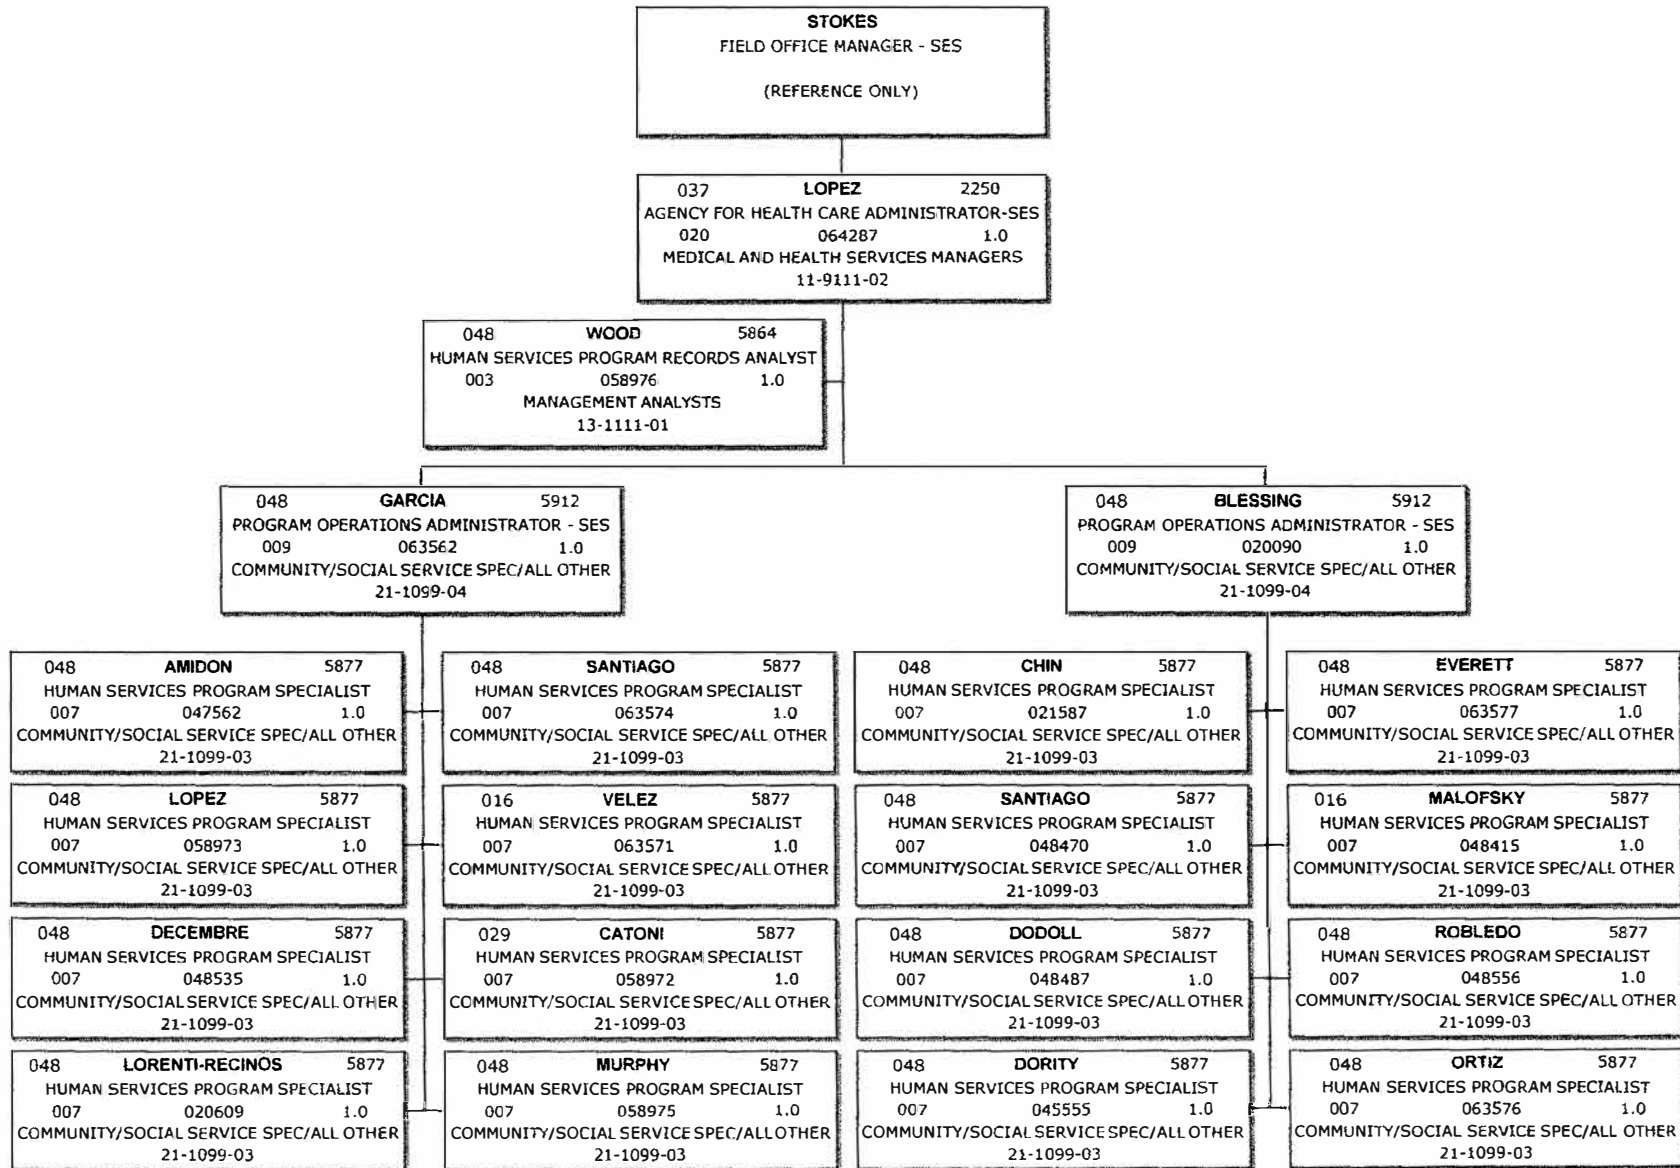 STOKES
FIELD OFFICE MANAGER - SES
(REFERENCE ONLY)
037 LOPEZ 2250
AGENCY FOR HEALTH CARE ADMINISTRATOR-SES
020 064287 1.0
MEDICAL AND HEALTH SERVICES MANAGERS
11-9111-02
048 WOOD 5864
HUMAN SERVICES PROGRAM RECORDS ANALYST
003 058976 1.0
MANAGEMENT ANALYSTS
13-1111-01
048 GARCIA 5912
PROGRAM OPERATIONS ADMINISTRATOR - SES
009 063562 1.0
COMMUNITY/SOCIAL SERVICE SPEC/ALL OTHER
21-1099-04
048 BLESSING 5912
PROGRAM OPERATIONS ADMINISTRATOR - SES
009 020090 1.0
COMMUNITY/SOCIAL SERVICE SPEC/ALL OTHER
21-1099-04
048 AMIDON 5877
HUMAN SERVICES PROGRAM SPECIALIST
007 047562 1.0
COMMUNITY/SOCIAL SERVICE SPEC/ALL OTHER
21-1099-03
048 SANTIAGO 5877
HUMAN SERVICES PROGRAM SPECIALIST
007 063574 1.0
COMMUNITY/SOCIAL SERVICE SPEC/ALL OTHER
21-1099-03
048 CHIN 5877
HUMAN SERVICES PROGRAM SPECIALIST
007 021587 1.0
COMMUNITY/SOCIAL SERVICE SPEC/ALL OTHER
21-1099-03
048 EVERETT 5877
HUMAN SERVICES PROGRAM SPECIALIST
007 063577 1.0
COMMUNITY/SOCIAL SERVICE SPEC/ALL OTHER
21-1099-03
048 LOPEZ 5877
HUMAN SERVICES PROGRAM SPECIALIST
007 058973 1.0
COMMUNITY/SOCIAL SERVICE SPEC/ALL OTHER
21-1099-03
016 VELEZ 5877
HUMAN SERVICES PROGRAM SPECIALIST
007 063571 1.0
COMMUNITY/SOCIAL SERVICE SPEC/ALL OTHER
21-1099-03
048 SANTIAGO 5877
HUMAN SERVICES PROGRAM SPECIALIST
007 048470 1.0
COMMUNITY/SOCIAL SERVICE SPEC/ALL OTHER
21-1099-03
016 MALOFSKY 5877
HUMAN SERVICES PROGRAM SPECIALIST
007 048415 1.0
COMMUNITY/SOCIAL SERVICE SPEC/ALL OTHER
21-1099-03
048 DECEMBRE 5877
HUMAN SERVICES PROGRAM SPECIALIST
007 048535 1.0
COMMUNITY/SOCIAL SERVICE SPEC/ALL OTHER
21-1099-03
029 CATONI 5877
HUMAN SERVICES PROGRAM SPECIALIST
007 058972 1.0
COMMUNITY/SOCIAL SERVICE SPEC/ALL OTHER
21-1099-03
048 DODOLL 5877
HUMAN SERVICES PROGRAM SPECIALIST
007 048487 1.0
COMMUNITY/SOCIAL SERVICE SPEC/ALL OTHER
21-1099-03
048 ROBLEDO 5877
HUMAN SERVICES PROGRAM SPECIALIST
007 048556 1.0
COMMUNITY/SOCIAL SERVICE SPEC/ALL OTHER
21-1099-03
048 LORENTI-RECINOS 5877
HUMAN SERVICES PROGRAM SPECIALIST
007 020609 1.0
COMMUNITY/SOCIAL SERVICE SPEC/ALL OTHER
21-1099-03
048 MURPHY 5877
HUMAN SERVICES PROGRAM SPECIALIST
007 058975 1.0
COMMUNITY/SOCIAL SERVICE SPEC/ALL OTHER
21-1099-03
048 DORITY 5877
HUMAN SERVICES PROGRAM SPECIALIST
007 045555 1.0
COMMUNITY/SOCIAL SERVICE SPEC/ALL OTHER
21-1099-03
048 ORTIZ 5877
HUMAN SERVICES PROGRAM SPECIALIST
007 063576 1.0
COMMUNITY/SOCIAL SERVICE SPEC/ALL OTHER
21-1099-03